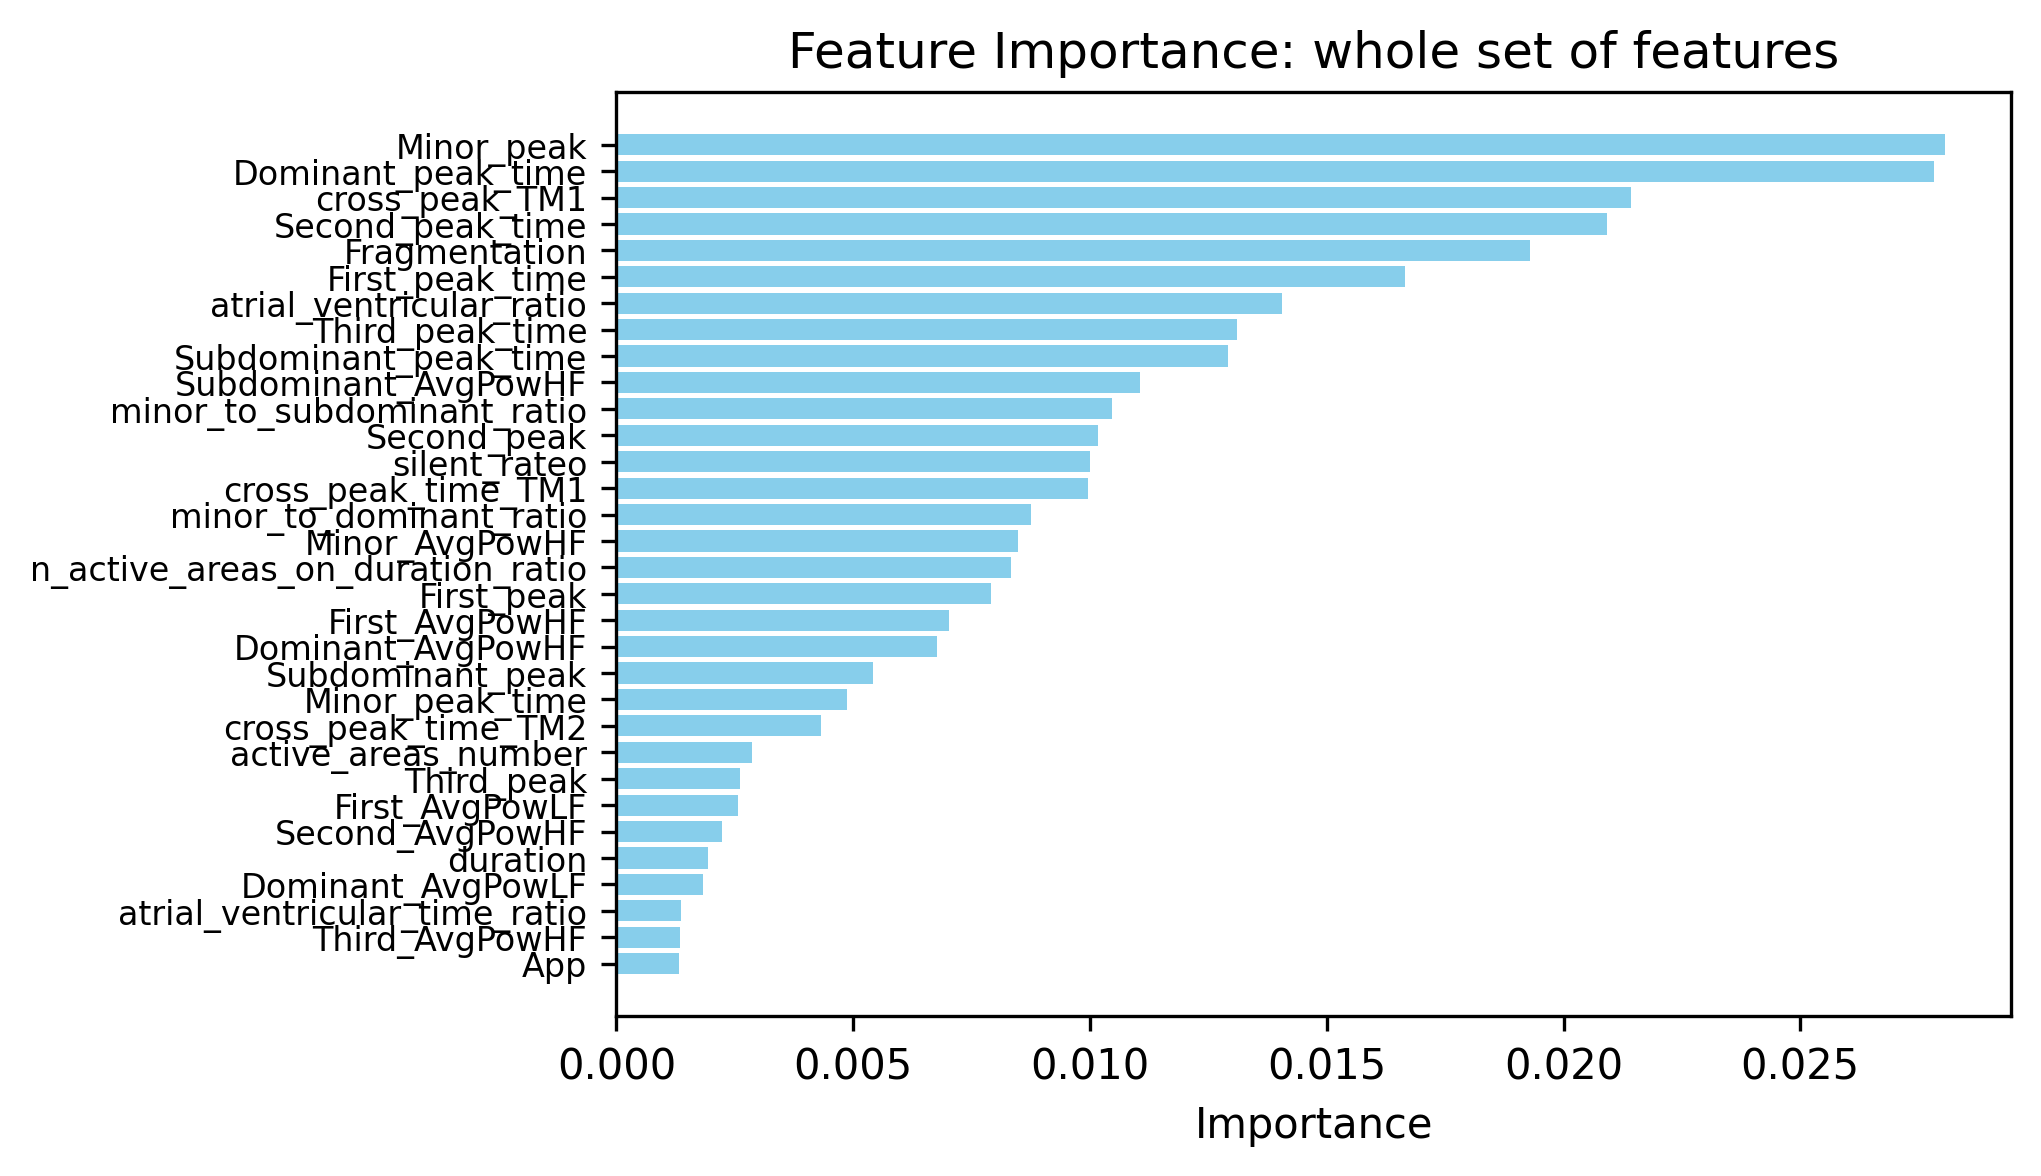 Feature Importance: whole set of features
Minor_peak
Dominant_peak_time
cross_peak_TM1
Second_peak_time
Fragmentation
First_peak_time
atrial_ventricular_ratio
Third_peak_time
Subdominant_peak_time
Subdominant_AvgPowHF
minor_to_subdominant_ratio
Second_peak
silent_rateo
cross_peak_time_TM1
minor_to_dominant_ratio
Minor_AvgPowHF
n_active_areas_on_duration_ratio
First_peak
First_AvgPowHF
Dominant_AvgPowHF
Subdominant_peak
Minor_peak_time
cross_peak_time_TM2
active_areas_number
Third_peak
First_AvgPowLF
Second_AvgPowHF
duration
Dominant_AvgPowLF
atrial_ventricular_time_ratio
Third_AvgPowHF
App
0.000 0.005 0.010 0.015 0.020 0.025
Importance